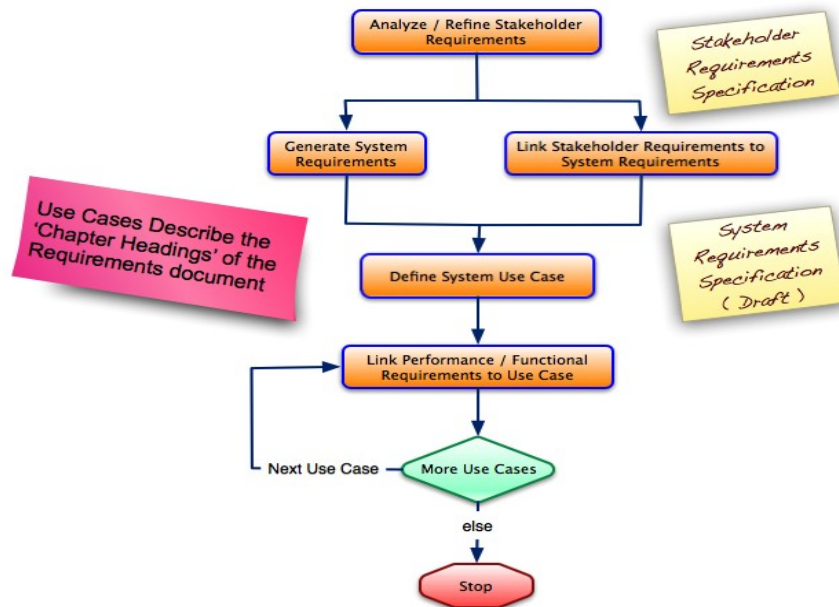 Analyze / Refine Stakeholder
Requirements
Stakeholder
Requirements
Specification
Generate System
Requirements
Link Stakeholder Requirements to
System Requirements
Use Cases Describe the
'Chapter Headings' of the
Requirements document
System
Requirements
Specification
( Draft )
Define System Use Case
Link Performance / Functional
Requirements to Use Case
Next Use Case
More Use Cases
else
Stop